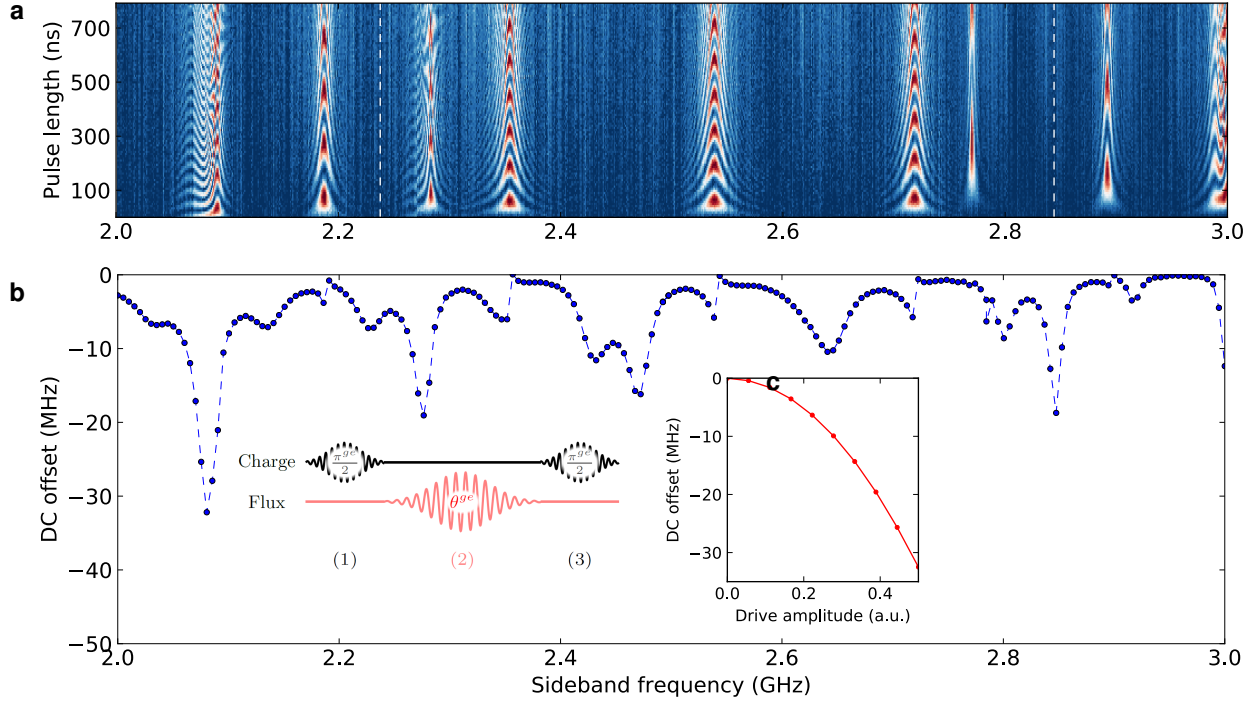 a
Pulse length (ns)
700
500
300
100
2.0 2.2 2.4 2.6 2.8 3.0
b
DC offset (MHz)
0
−10
−20
−30
−40
−50
Charge π^{ge}/2 π^{ge}/2
Flux θ^{ge}
(1) (2) (3)
c
DC offset (MHz)
0
−10
−20
−30
0.0 0.2 0.4
Drive amplitude (a.u.)
2.0 2.2 2.4 2.6 2.8 3.0
Sideband frequency (GHz)